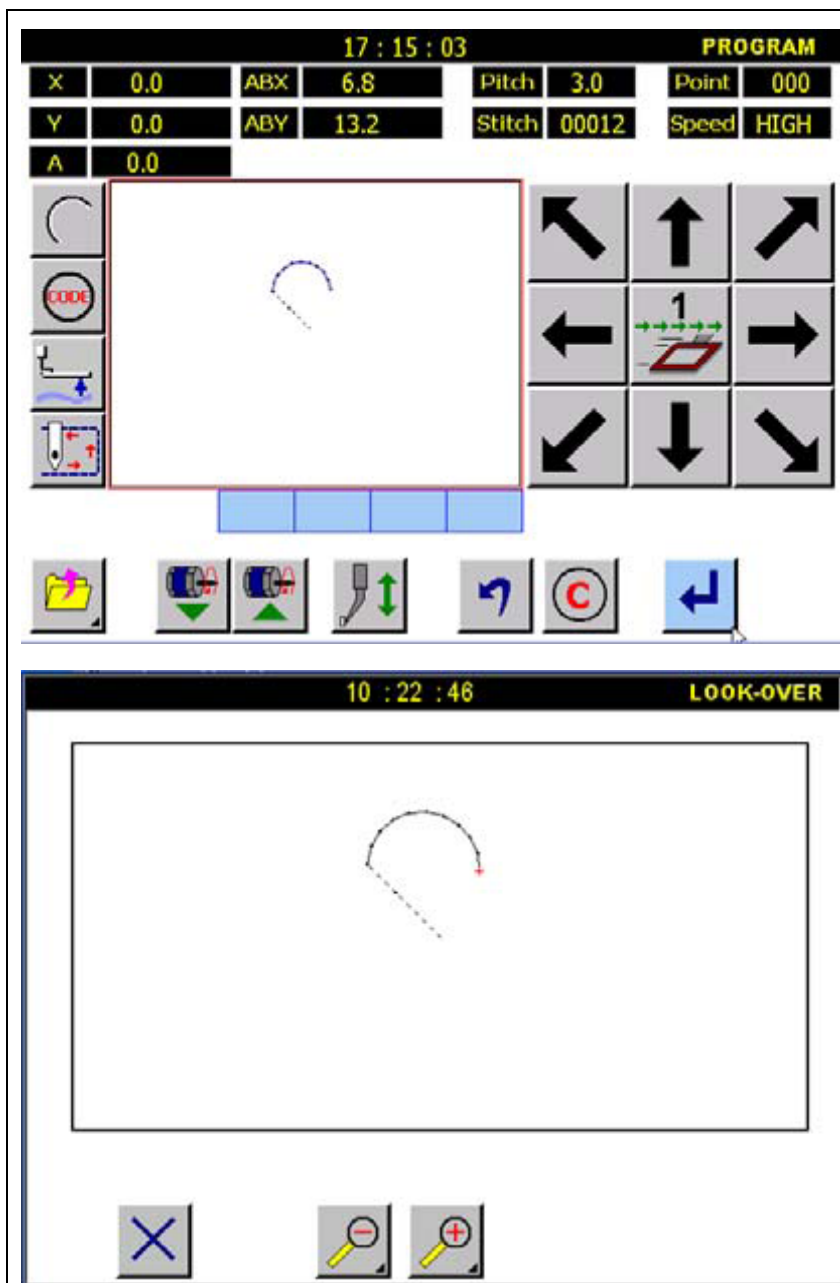 17 : 15 : 03 PROGRAM
X 0.0 ABX 6.8 Pitch 3.0 Point 000
Y 0.0 ABY 13.2 Stitch 00012 Speed HIGH
A 0.0
CODE
1
C
10 : 22 : 46 LOOK-OVER